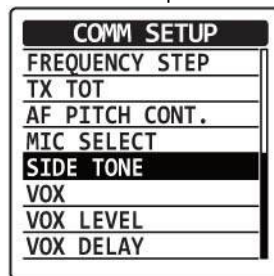 COMM SETUP
FREQUENCY STEP
TX TOT
AF PITCH CONT.
MIC SELECT
SIDE TONE
VOX
VOX LEVEL
VOX DELAY